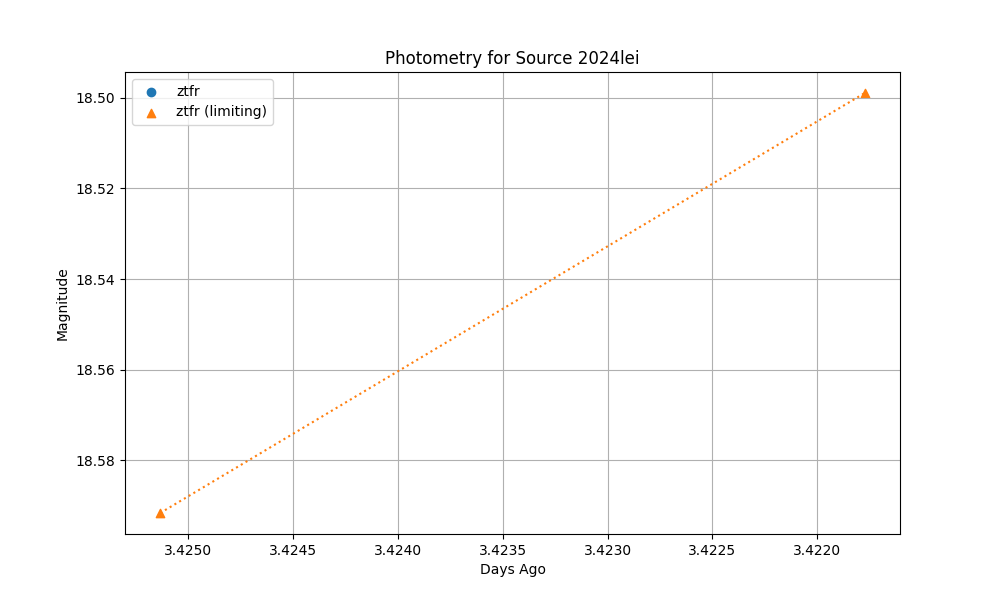 Photometry for Source 2024lei
ztfr
ztfr (limiting)
18.50
18.52
18.54
18.56
18.58
Magnitude
3.4250
3.4245
3.4240
3.4235
3.4230
3.4225
3.4220
Days Ago